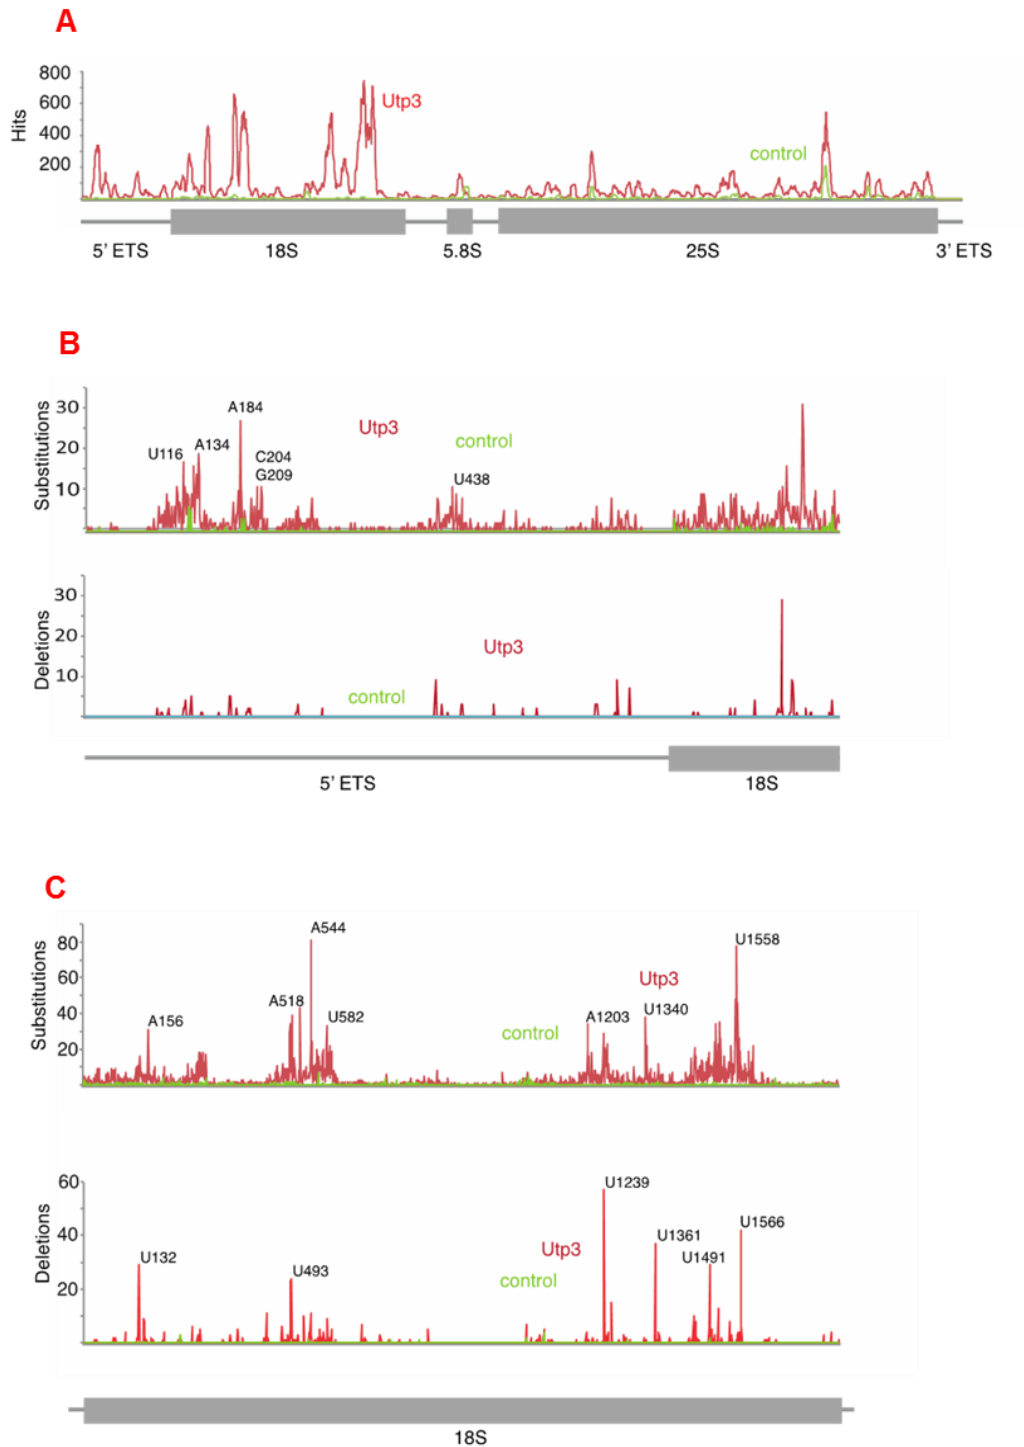 A
800
600
400
200
Hits
Utp3
control
5' ETS 18S 5.8S 25S 3' ETS
B
30
20
10
Substitutions
U116
A134
A184
C204
G209
Utp3
control
U438
30
20
10
Deletions
Utp3
control
5' ETS 18S
C
80
60
40
20
Substitutions
A156
A518
A544
U582
control
Utp3
A1203
U1340
U1558
60
40
20
Deletions
U132
U493
Utp3
control
U1239
U1361
U1491
U1566
18S